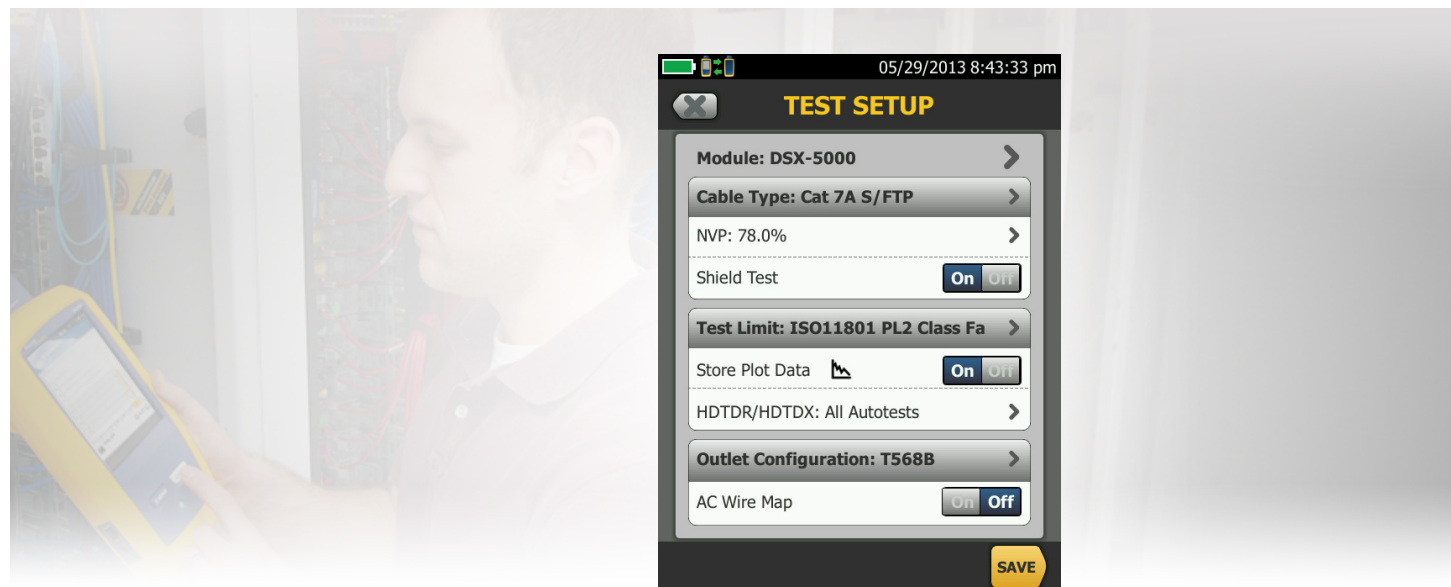 05/29/2013 8:43:33 pm
TEST SETUP
Module: DSX-5000
Cable Type: Cat 7A S/FTP
NVP: 78.0%
Shield Test On Off
Test Limit: ISO11801 PL2 Class Fa
Store Plot Data On Off
HDTDR/HDTDX: All Autotests
Outlet Configuration: T568B
AC Wire Map On Off
SAVE